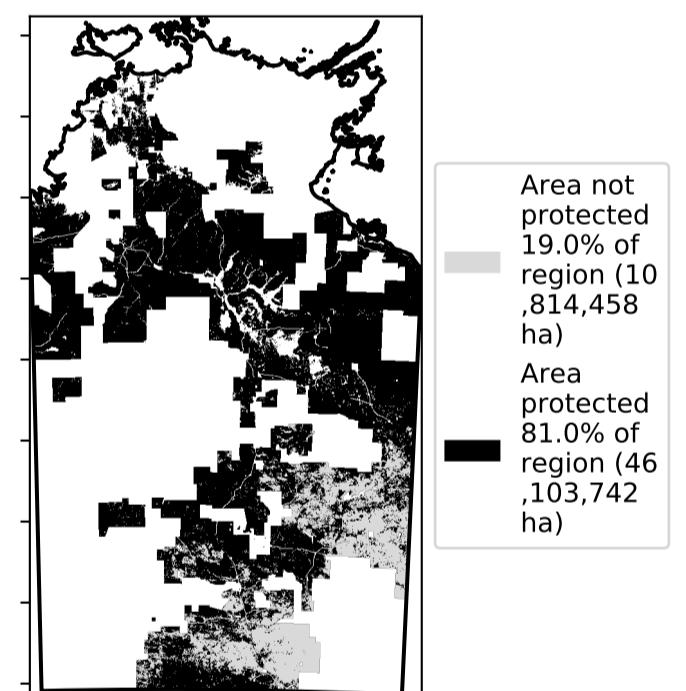 Area not
protected
19.0% of
region (10
,814,458
ha)
Area
protected
81.0% of
region (46
,103,742
ha)